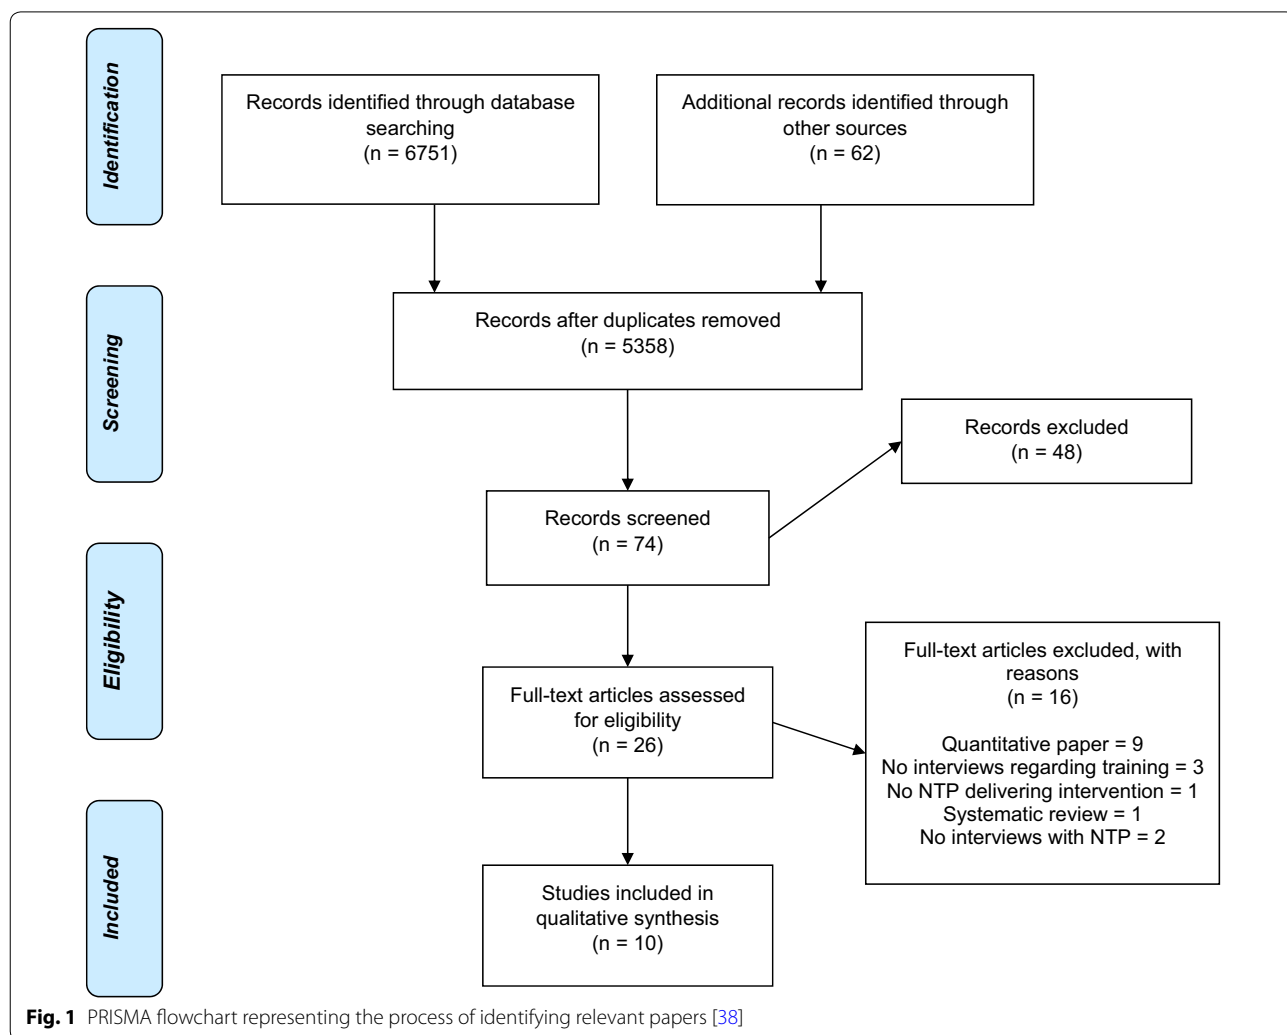 Identification
Records identified through database
searching
(n = 6751)
Additional records identified through
other sources
(n = 62)
Screening
Records after duplicates removed
(n = 5358)
Records excluded
(n = 48)
Records screened
(n = 74)
Eligibility
Full-text articles assessed
for eligibility
(n = 26)
Full-text articles excluded, with
reasons
(n = 16)
Quantitative paper = 9
No interviews regarding training = 3
No NTP delivering intervention = 1
Systematic review = 1
No interviews with NTP = 2
Included
Studies included in
qualitative synthesis
(n = 10)
Fig. 1 PRISMA flowchart representing the process of identifying relevant papers [38]